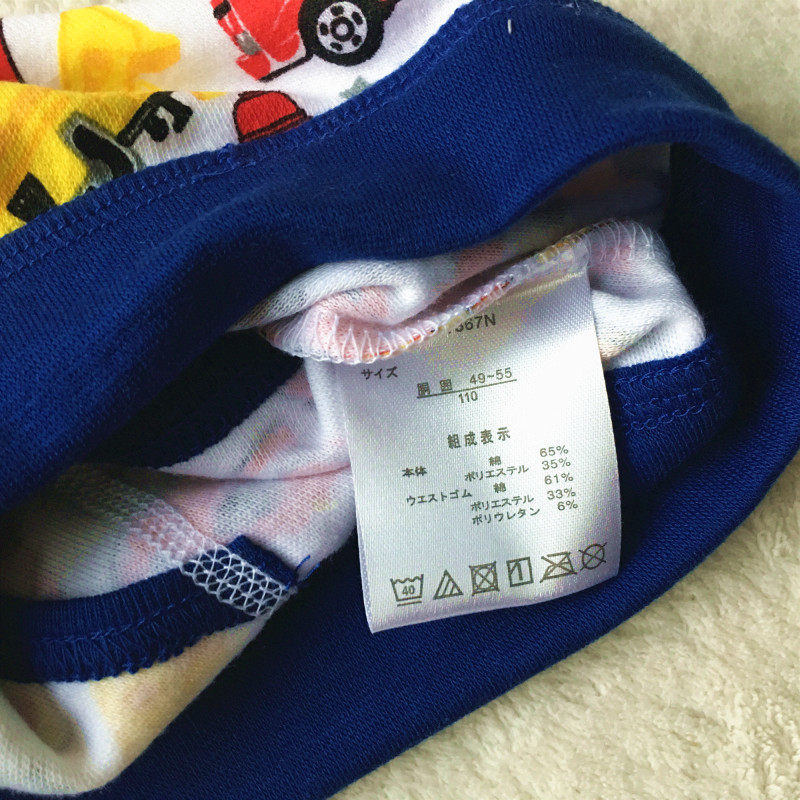 サイズ
胴囲 49~55
110
組成表示
本体 綿 65%
ポリエステル 35%
ウエストゴム 綿 61%
ポリエステル 33%
ポリウレタン 6%
40